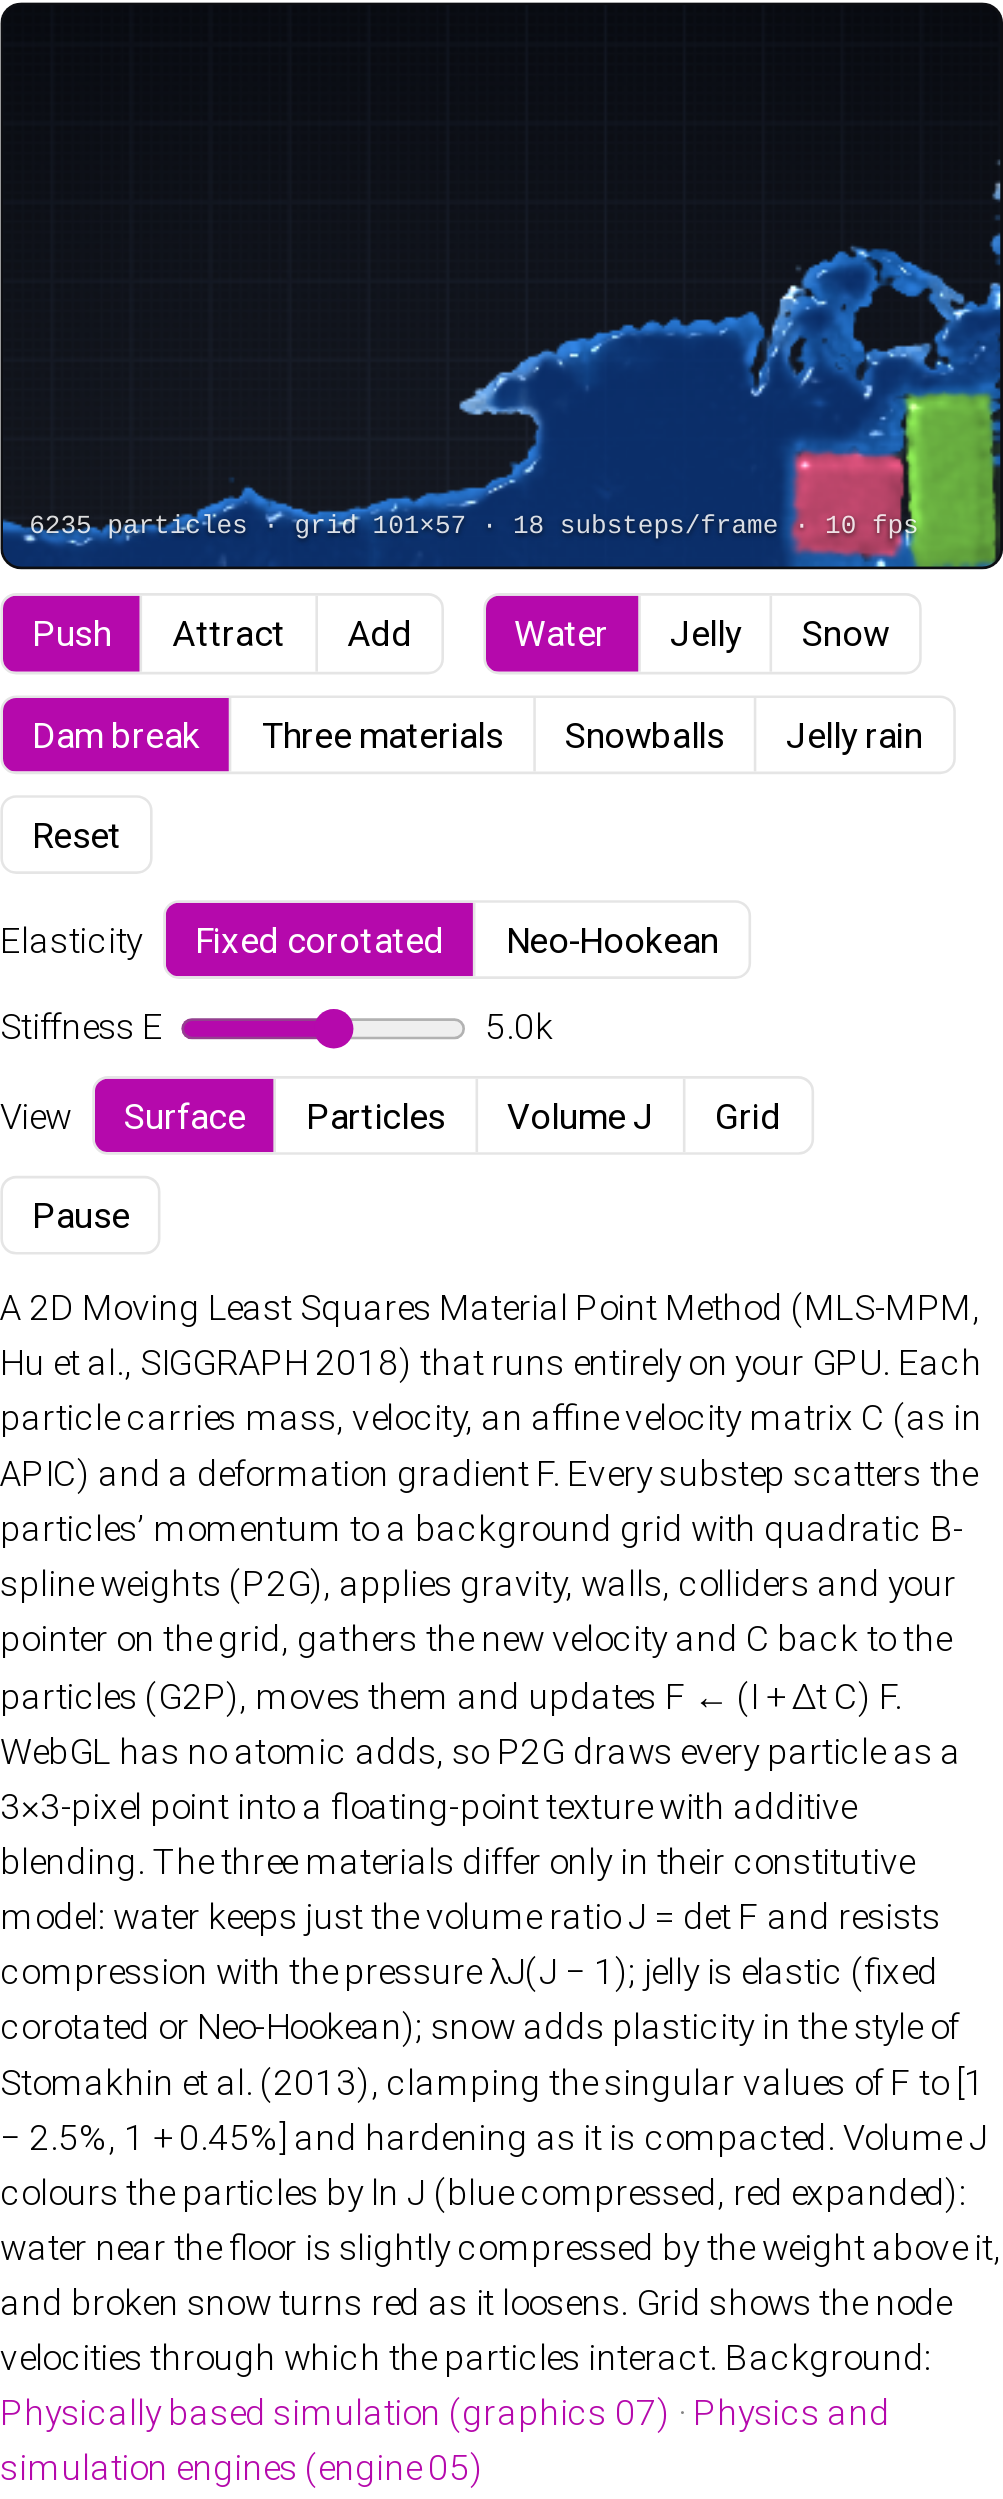 6235 particles · grid 101×57 · 18 substeps/frame · 10 fps
Push Attract Add Water Jelly Snow
Dam break Three materials Snowballs Jelly rain
Reset
Elasticity Fixed corotated Neo-Hookean
Stiffness E 5.0k
View Surface Particles Volume J Grid
Pause
A 2D Moving Least Squares Material Point Method (MLS-MPM,
Hu et al., SIGGRAPH 2018) that runs entirely on your GPU. Each
particle carries mass, velocity, an affine velocity matrix C (as in
APIC) and a deformation gradient F. Every substep scatters the
particles’ momentum to a background grid with quadratic B-
spline weights (P2G), applies gravity, walls, colliders and your
pointer on the grid, gathers the new velocity and C back to the
particles (G2P), moves them and updates F ← (I + Δt C) F.
WebGL has no atomic adds, so P2G draws every particle as a
3×3-pixel point into a floating-point texture with additive
blending. The three materials differ only in their constitutive
model: water keeps just the volume ratio J = det F and resists
compression with the pressure λJ(J − 1); jelly is elastic (fixed
corotated or Neo-Hookean); snow adds plasticity in the style of
Stomakhin et al. (2013), clamping the singular values of F to [1
− 2.5%, 1 + 0.45%] and hardening as it is compacted. Volume J
colours the particles by ln J (blue compressed, red expanded):
water near the floor is slightly compressed by the weight above it,
and broken snow turns red as it loosens. Grid shows the node
velocities through which the particles interact. Background:
Physically based simulation (graphics 07) · Physics and
simulation engines (engine 05)